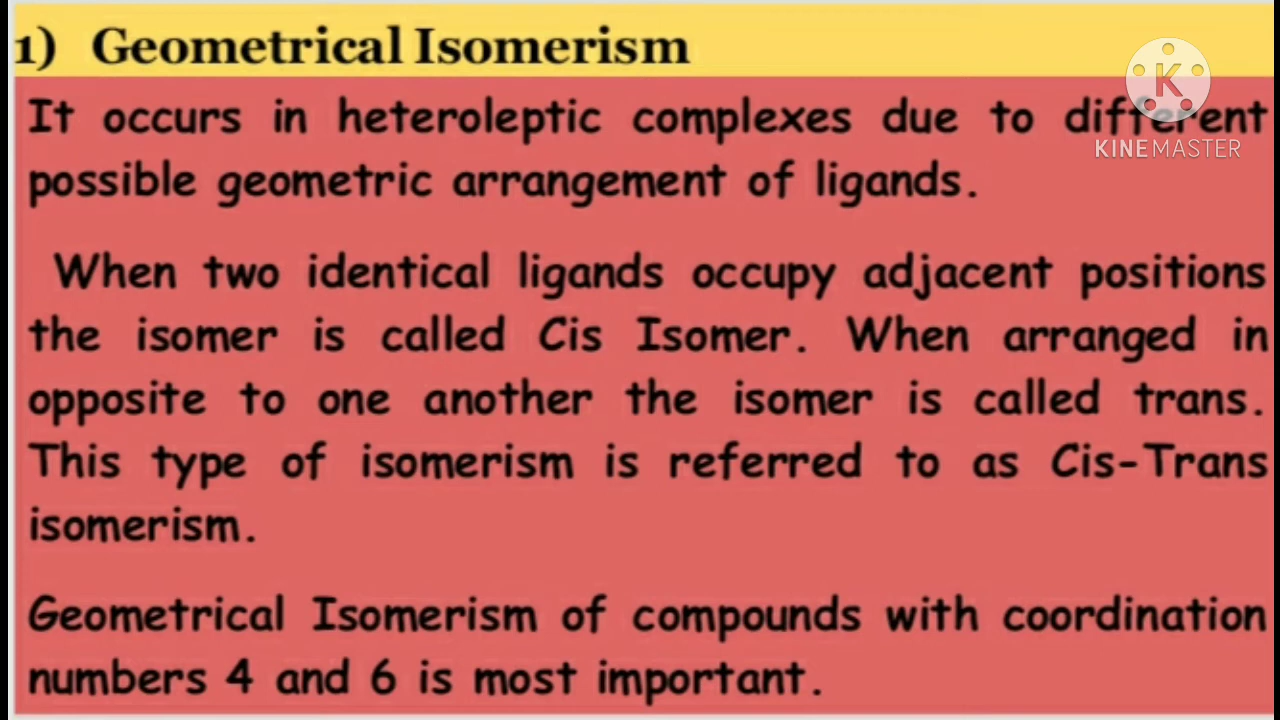 1) Geometrical Isomerism
It occurs in heteroleptic complexes due to different
possible geometric arrangement of ligands.
When two identical ligands occupy adjacent positions
the isomer is called Cis Isomer. When arranged in
opposite to one another the isomer is called trans.
This type of isomerism is referred to as Cis-Trans
isomerism.
Geometrical Isomerism of compounds with coordination
numbers 4 and 6 is most important.
K
KINEMASTER